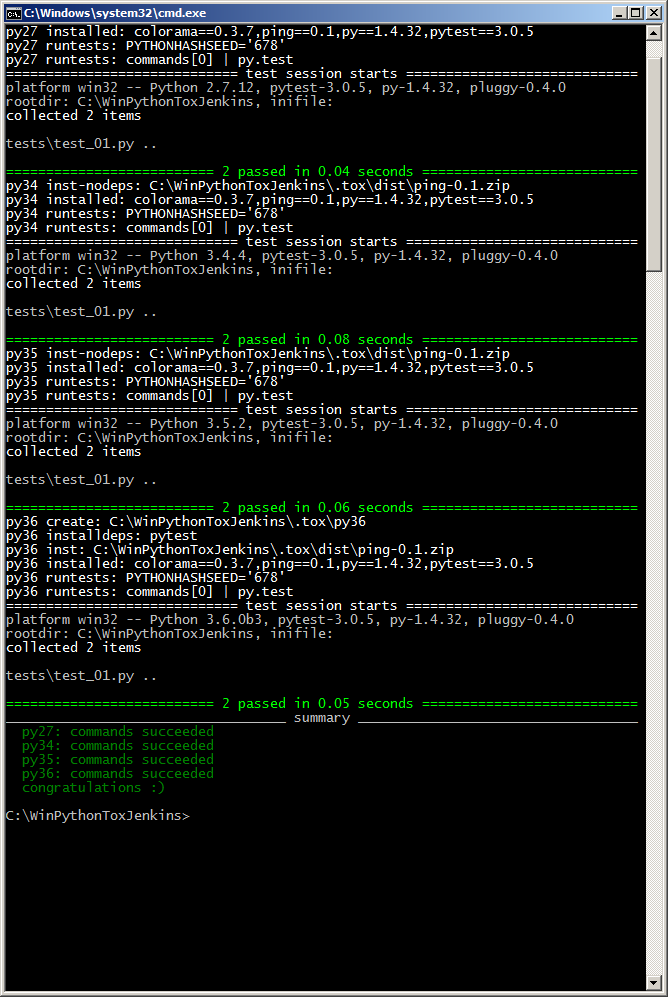 C:\Windows\system32\cmd.exe
py27 installed: colorama==0.3.7,ping==0.1,py==1.4.32,pytest==3.0.5
py27 runtests: PYTHONHASHSEED='678'
py27 runtests: commands[0] | py.test
============================= test session starts =============================
platform win32 -- Python 2.7.12, pytest-3.0.5, py-1.4.32, pluggy-0.4.0
rootdir: C:\WinPythonToxJenkins, inifile:
collected 2 items
tests\test_01.py ..
========================== 2 passed in 0.04 seconds ===========================
py34 inst-nodeps: C:\WinPythonToxJenkins\.tox\dist\ping-0.1.zip
py34 installed: colorama==0.3.7,ping==0.1,py==1.4.32,pytest==3.0.5
py34 runtests: PYTHONHASHSEED='678'
py34 runtests: commands[0] | py.test
============================= test session starts =============================
platform win32 -- Python 3.4.4, pytest-3.0.5, py-1.4.32, pluggy-0.4.0
rootdir: C:\WinPythonToxJenkins, inifile:
collected 2 items
tests\test_01.py ..
========================== 2 passed in 0.08 seconds ===========================
py35 inst-nodeps: C:\WinPythonToxJenkins\.tox\dist\ping-0.1.zip
py35 installed: colorama==0.3.7,ping==0.1,py==1.4.32,pytest==3.0.5
py35 runtests: PYTHONHASHSEED='678'
py35 runtests: commands[0] | py.test
============================= test session starts =============================
platform win32 -- Python 3.5.2, pytest-3.0.5, py-1.4.32, pluggy-0.4.0
rootdir: C:\WinPythonToxJenkins, inifile:
collected 2 items
tests\test_01.py ..
========================== 2 passed in 0.06 seconds ===========================
py36 create: C:\WinPythonToxJenkins\.tox\py36
py36 installdeps: pytest
py36 inst: C:\WinPythonToxJenkins\.tox\dist\ping-0.1.zip
py36 installed: colorama==0.3.7,ping==0.1,py==1.4.32,pytest==3.0.5
py36 runtests: PYTHONHASHSEED='678'
py36 runtests: commands[0] | py.test
============================= test session starts =============================
platform win32 -- Python 3.6.0b3, pytest-3.0.5, py-1.4.32, pluggy-0.4.0
rootdir: C:\WinPythonToxJenkins, inifile:
collected 2 items
tests\test_01.py ..
========================== 2 passed in 0.05 seconds ===========================
___________________________________ summary ___________________________________
py27: commands succeeded
py34: commands succeeded
py35: commands succeeded
py36: commands succeeded
congratulations :)
C:\WinPythonToxJenkins>